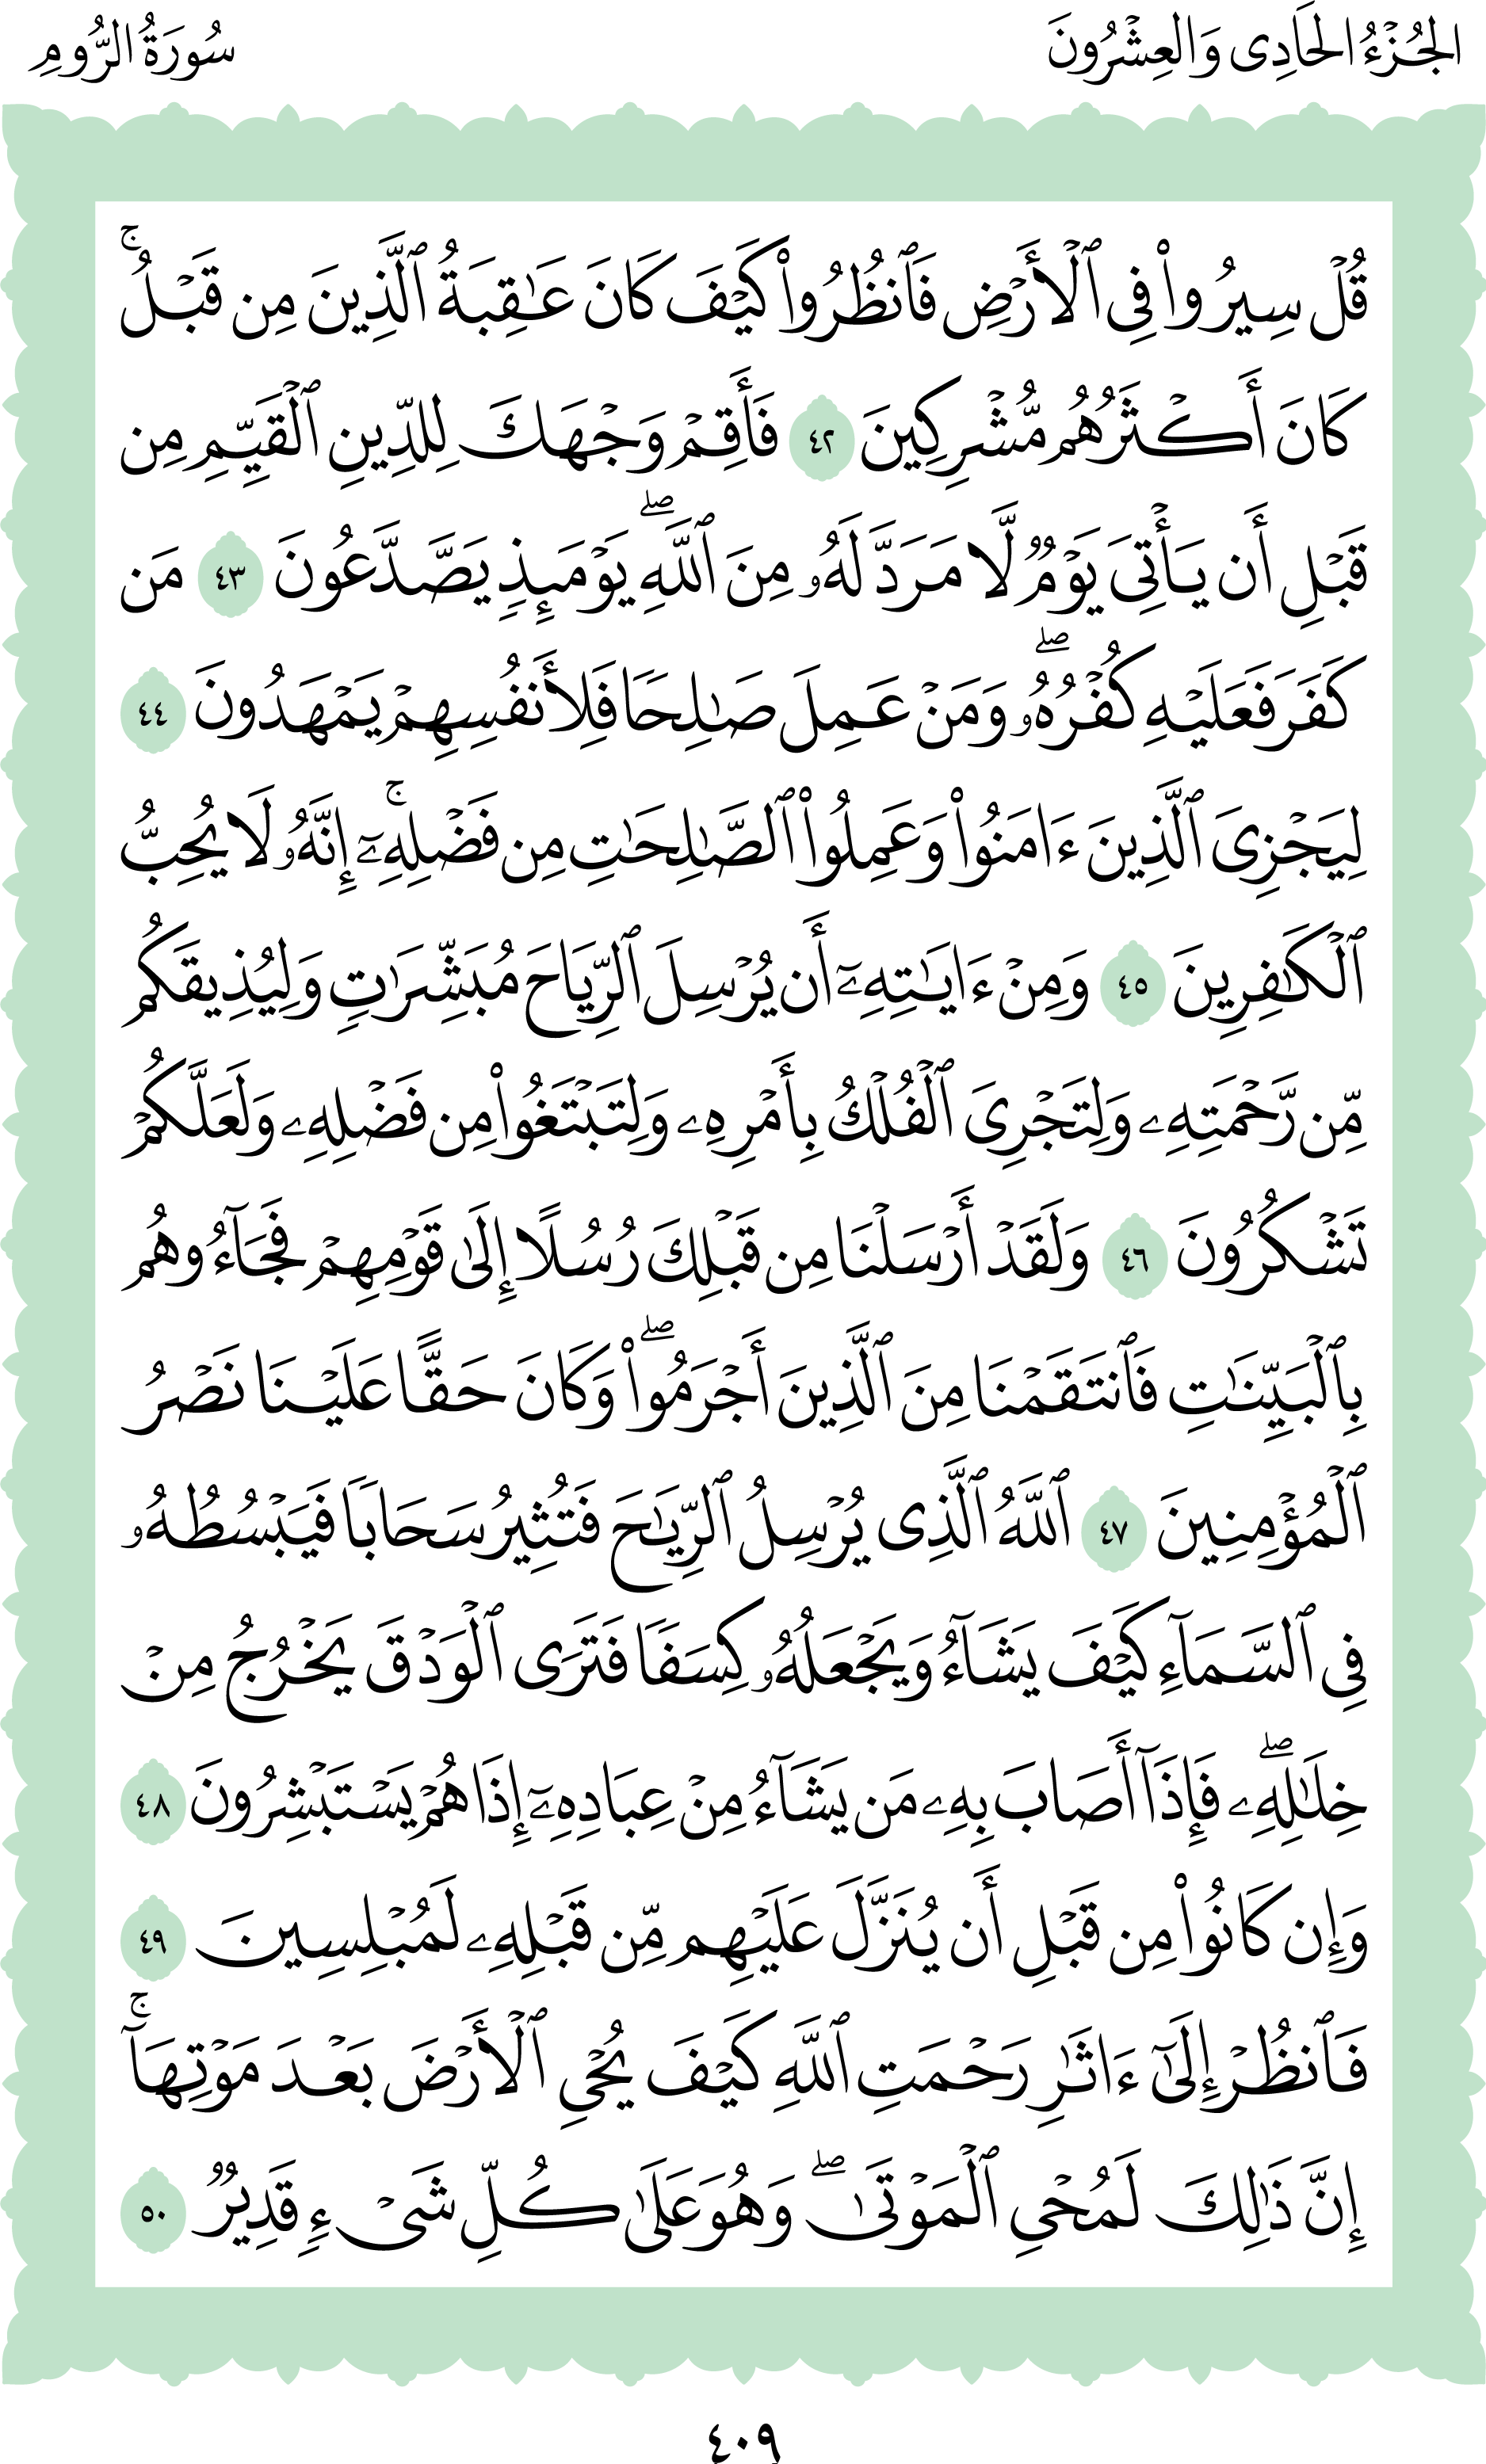 الجُزْءُ الحَادِى وَالعِشْرُونَ
سُورَةُ الرُّومِ
قُلۡ سِيرُواْ فِي ٱلۡأَرۡضِ فَٱنظُرُواْ كَيۡفَ كَانَ عَٰقِبَةُ ٱلَّذِينَ مِن قَبۡلُۚ
كَانَ أَكۡثَرُهُم مُّشۡرِكِينَ ٤٢ فَأَقِمۡ وَجۡهَكَ لِلدِّينِ ٱلۡقَيِّمِ مِن
قَبۡلِ أَن يَأۡتِيَ يَوۡمٞ لَّا مَرَدَّ لَهُۥ مِنَ ٱللَّهِۖ يَوۡمَئِذٖ يَصَّدَّعُونَ ٤٣ مَن
كَفَرَ فَعَلَيۡهِ كُفۡرُهُۥۖ وَمَنۡ عَمِلَ صَٰلِحٗا فَلِأَنفُسِهِمۡ يَمۡهَدُونَ ٤٤
لِيَجۡزِيَ ٱلَّذِينَ ءَامَنُواْ وَعَمِلُواْ ٱلصَّٰلِحَٰتِ مِن فَضۡلِهِۦٓۚ إِنَّهُۥ لَا يُحِبُّ
ٱلۡكَٰفِرِينَ ٤٥ وَمِنۡ ءَايَٰتِهِۦٓ أَن يُرۡسِلَ ٱلرِّيَاحَ مُبَشِّرَٰتٖ وَلِيُذِيقَكُم
مِّن رَّحۡمَتِهِۦ وَلِتَجۡرِيَ ٱلۡفُلۡكُ بِأَمۡرِهِۦ وَلِتَبۡتَغُواْ مِن فَضۡلِهِۦ وَلَعَلَّكُمۡ
تَشۡكُرُونَ ٤٦ وَلَقَدۡ أَرۡسَلۡنَا مِن قَبۡلِكَ رُسُلًا إِلَىٰ قَوۡمِهِمۡ فَجَآءُوهُم
بِٱلۡبَيِّنَٰتِ فَٱنتَقَمۡنَا مِنَ ٱلَّذِينَ أَجۡرَمُواْۖ وَكَانَ حَقًّا عَلَيۡنَا نَصۡرُ
ٱلۡمُؤۡمِنِينَ ٤٧ ٱللَّهُ ٱلَّذِي يُرۡسِلُ ٱلرِّيَٰحَ فَتُثِيرُ سَحَابٗا فَيَبۡسُطُهُۥ
فِي ٱلسَّمَآءِ كَيۡفَ يَشَآءُ وَيَجۡعَلُهُۥ كِسَفٗا فَتَرَى ٱلۡوَدۡقَ يَخۡرُجُ مِنۡ
خِلَٰلِهِۦۖ فَإِذَآ أَصَابَ بِهِۦ مَن يَشَآءُ مِنۡ عِبَادِهِۦٓ إِذَا هُمۡ يَسۡتَبۡشِرُونَ ٤٨
وَإِن كَانُواْ مِن قَبۡلِ أَن يُنَزَّلَ عَلَيۡهِم مِّن قَبۡلِهِۦ لَمُبۡلِسِينَ ٤٩
فَٱنظُرۡ إِلَىٰٓ ءَاثَٰرِ رَحۡمَتِ ٱللَّهِ كَيۡفَ يُحۡيِ ٱلۡأَرۡضَ بَعۡدَ مَوۡتِهَآۚ
إِنَّ ذَٰلِكَ لَمُحۡيِ ٱلۡمَوۡتَىٰۖ وَهُوَ عَلَىٰ كُلِّ شَيۡءٖ قَدِيرٞ ٥٠
٤٠٩